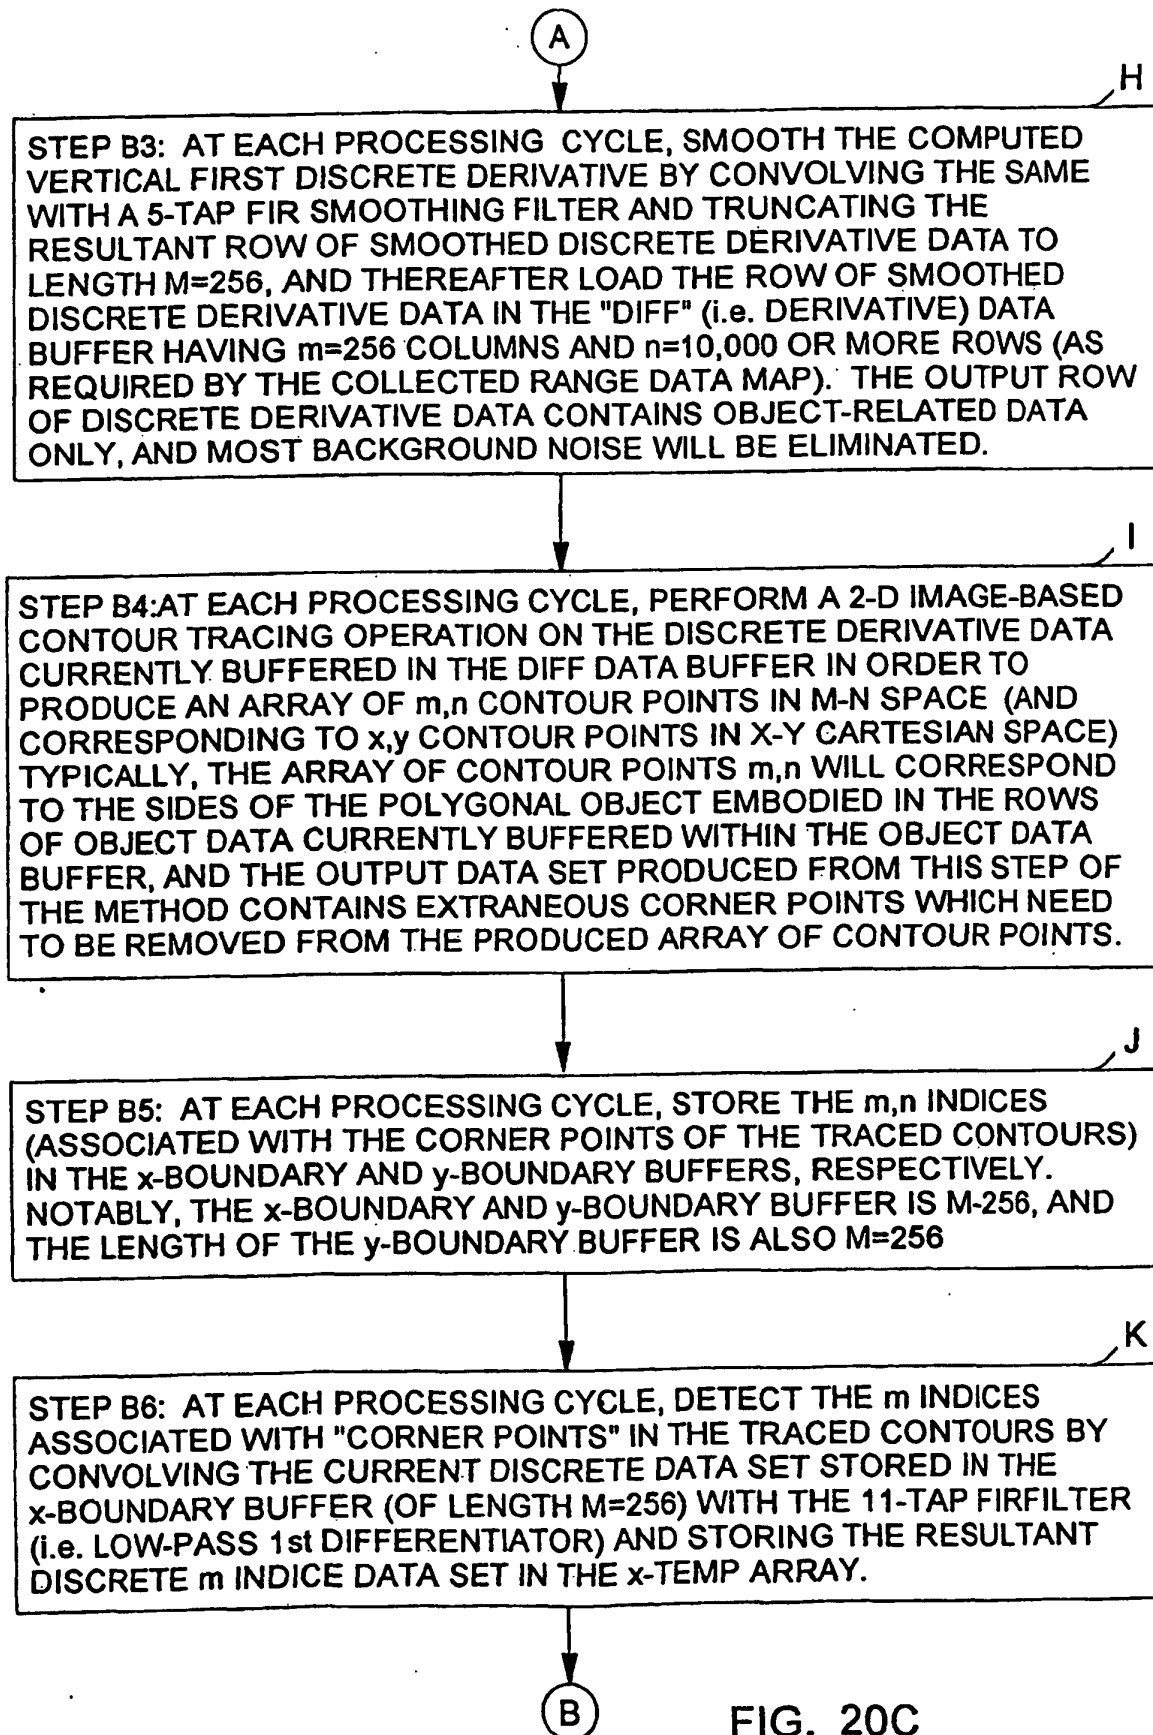 A
H
STEP B3: AT EACH PROCESSING CYCLE, SMOOTH THE COMPUTED
VERTICAL FIRST DISCRETE DERIVATIVE BY CONVOLVING THE SAME
WITH A 5-TAP FIR SMOOTHING FILTER AND TRUNCATING THE
RESULTANT ROW OF SMOOTHED DISCRETE DERIVATIVE DATA TO
LENGTH M=256, AND THEREAFTER LOAD THE ROW OF SMOOTHED
DISCRETE DERIVATIVE DATA IN THE "DIFF" (i.e. DERIVATIVE) DATA
BUFFER HAVING m=256 COLUMNS AND n=10,000 OR MORE ROWS (AS
REQUIRED BY THE COLLECTED RANGE DATA MAP). THE OUTPUT ROW
OF DISCRETE DERIVATIVE DATA CONTAINS OBJECT-RELATED DATA
ONLY, AND MOST BACKGROUND NOISE WILL BE ELIMINATED.
I
STEP B4:AT EACH PROCESSING CYCLE, PERFORM A 2-D IMAGE-BASED
CONTOUR TRACING OPERATION ON THE DISCRETE DERIVATIVE DATA
CURRENTLY BUFFERED IN THE DIFF DATA BUFFER IN ORDER TO
PRODUCE AN ARRAY OF m,n CONTOUR POINTS IN M-N SPACE (AND
CORRESPONDING TO x,y CONTOUR POINTS IN X-Y CARTESIAN SPACE)
TYPICALLY, THE ARRAY OF CONTOUR POINTS m,n WILL CORRESPOND
TO THE SIDES OF THE POLYGONAL OBJECT EMBODIED IN THE ROWS
OF OBJECT DATA CURRENTLY BUFFERED WITHIN THE OBJECT DATA
BUFFER, AND THE OUTPUT DATA SET PRODUCED FROM THIS STEP OF
THE METHOD CONTAINS EXTRANEOUS CORNER POINTS WHICH NEED
TO BE REMOVED FROM THE PRODUCED ARRAY OF CONTOUR POINTS.
J
STEP B5: AT EACH PROCESSING CYCLE, STORE THE m,n INDICES
(ASSOCIATED WITH THE CORNER POINTS OF THE TRACED CONTOURS)
IN THE x-BOUNDARY AND y-BOUNDARY BUFFERS, RESPECTIVELY.
NOTABLY, THE x-BOUNDARY AND y-BOUNDARY BUFFER IS M-256, AND
THE LENGTH OF THE y-BOUNDARY BUFFER IS ALSO M=256
K
STEP B6: AT EACH PROCESSING CYCLE, DETECT THE m INDICES
ASSOCIATED WITH "CORNER POINTS" IN THE TRACED CONTOURS BY
CONVOLVING THE CURRENT DISCRETE DATA SET STORED IN THE
x-BOUNDARY BUFFER (OF LENGTH M=256) WITH THE 11-TAP FIRFILTER
(i.e. LOW-PASS 1st DIFFERENTIATOR) AND STORING THE RESULTANT
DISCRETE m INDICE DATA SET IN THE x-TEMP ARRAY.
B
FIG. 20C